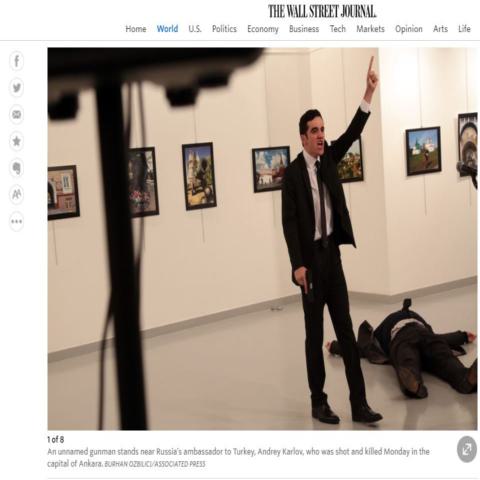 THE WALL STREET JOURNAL.
Home World U.S. Politics Economy Business Tech Markets Opinion Arts Life
AA
1 of 8
An unnamed gunman stands near Russia's ambassador to Turkey, Andrey Karlov, who was shot and killed Monday in the
capital of Ankara. BURHAN OZBILICI/ASSOCIATED PRESS